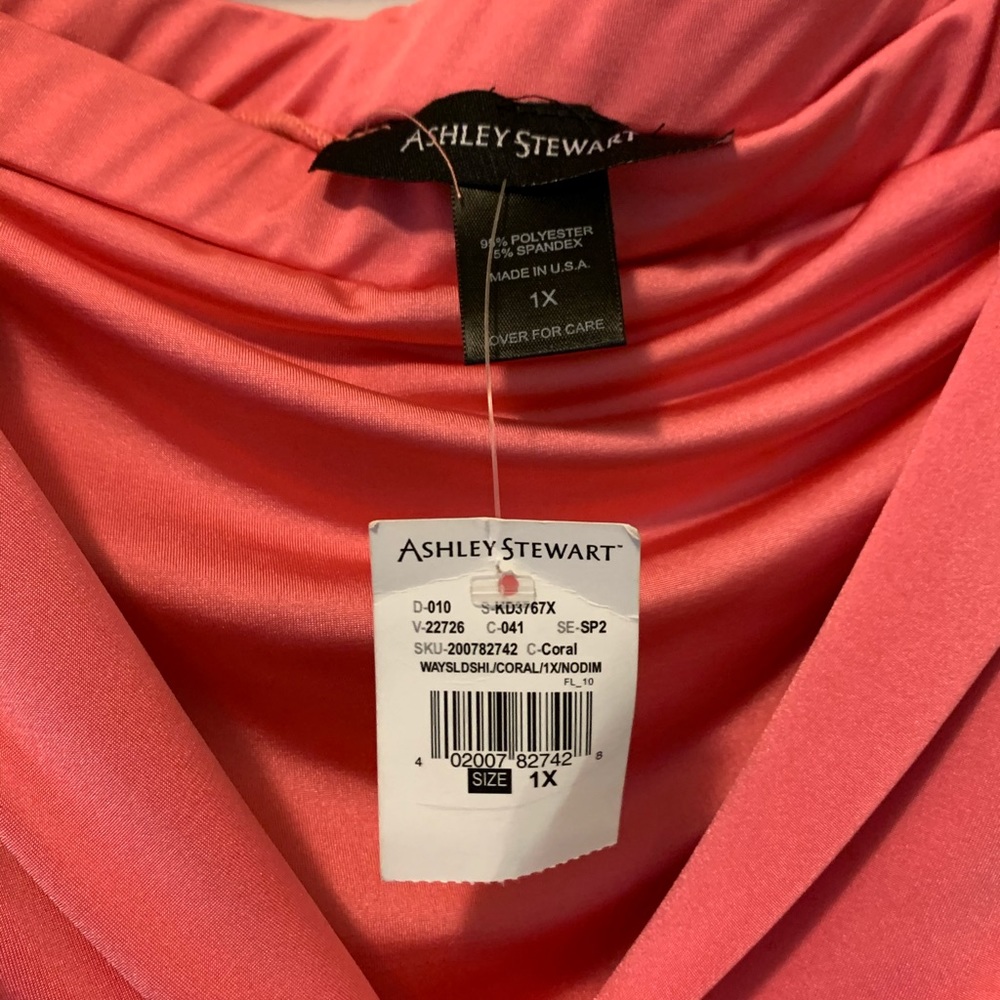 ASHLEY STEWART
95% POLYESTER
5% SPANDEX
MADE IN U.S.A.
1X
OVER FOR CARE
ASHLEY STEWART™
D-010 S-KD3767X
V-22726 C-041 SE-SP2
SKU-200782742 C-Coral
WAYSLDSHI./CORAL/1X/NODIM
FL_10
4 02007 82742 8
SIZE 1X